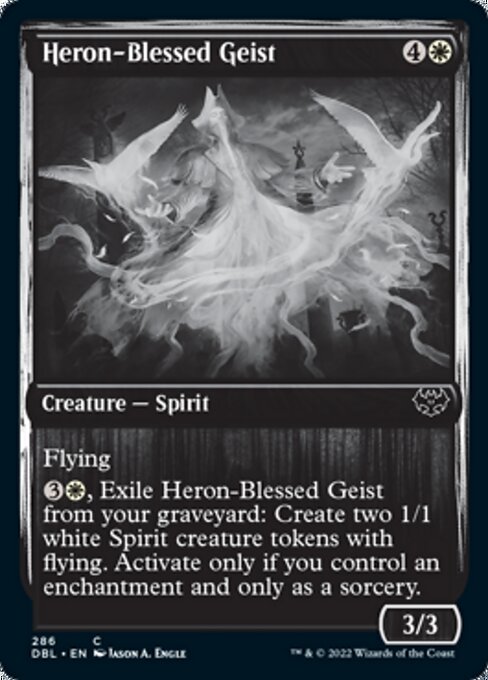 Heron-Blessed Geist 4
Creature — Spirit
Flying
3, Exile Heron-Blessed Geist
from your graveyard: Create two 1/1
white Spirit creature tokens with
flying. Activate only if you control an
enchantment and only as a sorcery.
3/3
286 C
DBL • EN Jason A. Engle
™ & © 2022 Wizards of the Coast